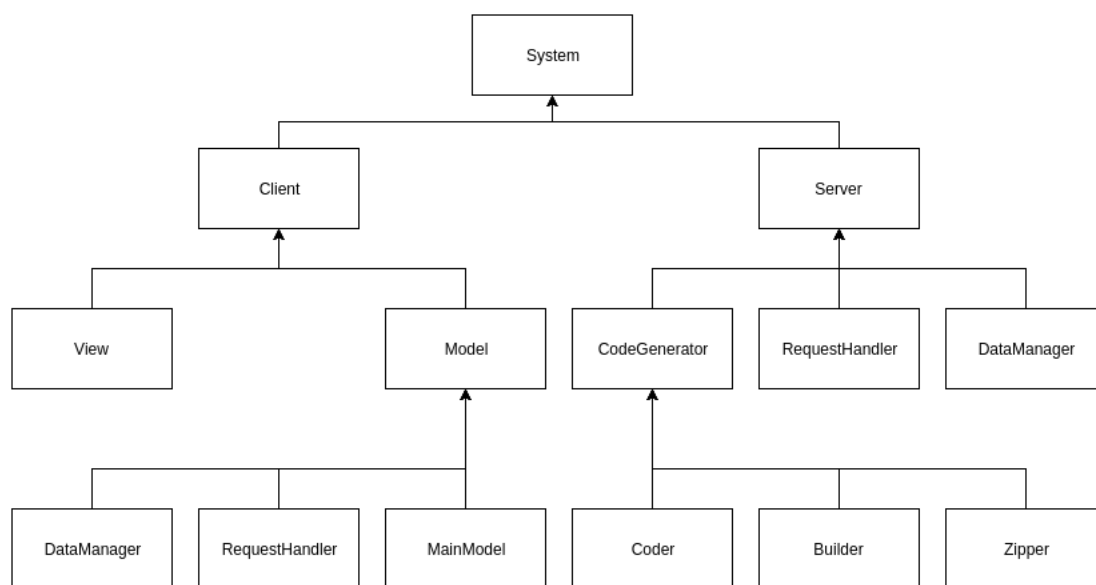 System
Client
Server
View
Model
CodeGenerator
RequestHandler
DataManager
DataManager
RequestHandler
MainModel
Coder
Builder
Zipper